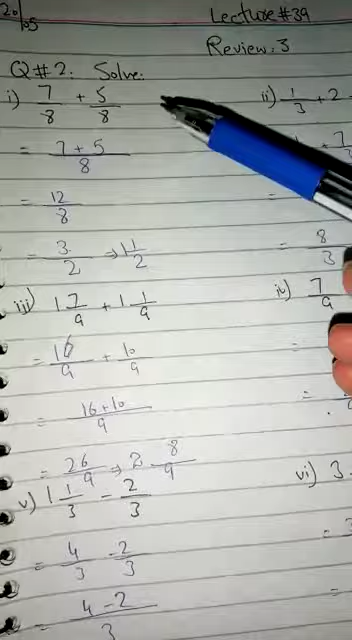 20/05
Lecture #39
Review: 3
Q#2: Solve:
i) 7/8 + 5/8
= 7+5/8
= 12/8
= 3/2 → 1 1/2
ii) 1/3 + 2
7
=
= 8/3
iii) 1 7/9 + 1 1/9
= 16/9 + 10/9
= 16+10/9
= 26/9 → 2 8/9
iv) 7/9
=
=
v) 1 1/3 - 2/3
= 4/3 - 2/3
= 4-2/3
vi) 3
=
=